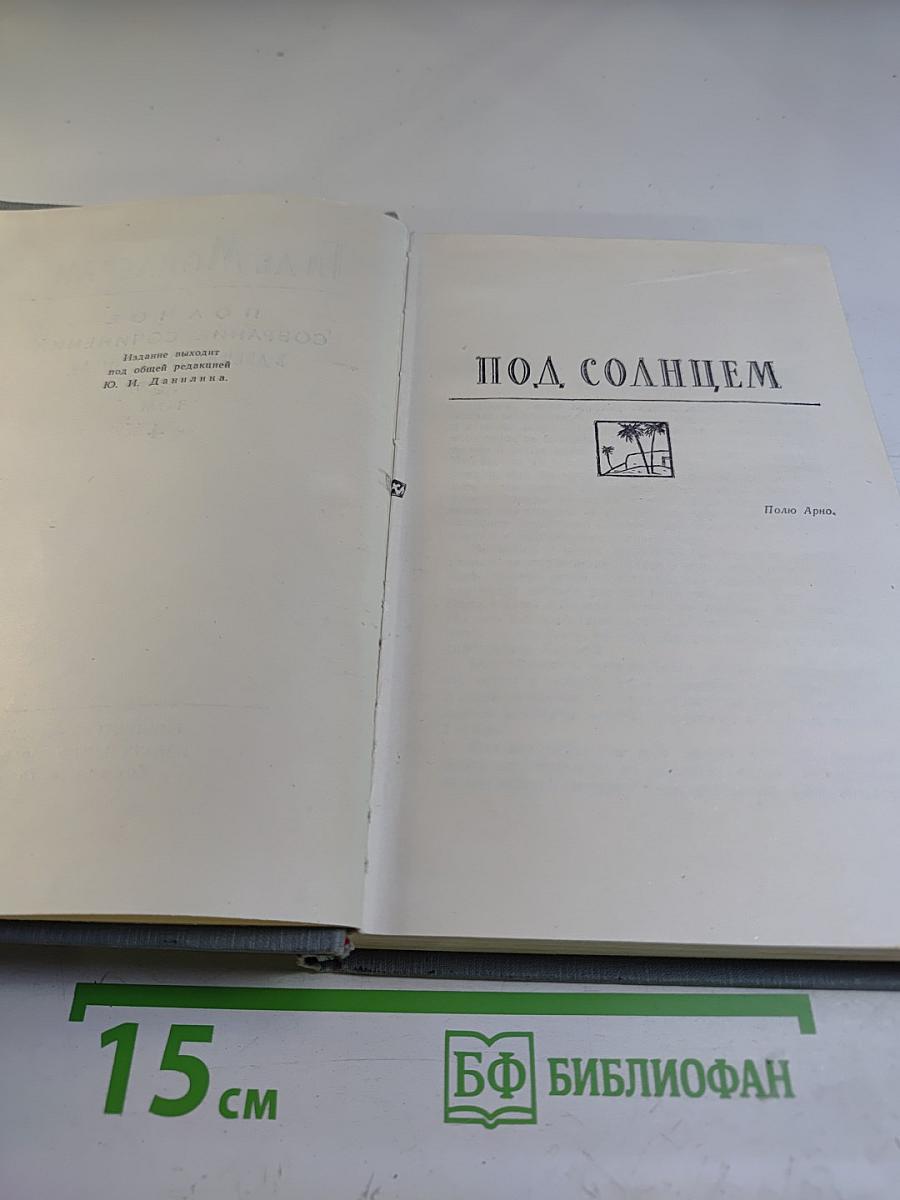 Издание выходит
под общей редакцией
Ю. И. Данилина.
ПОД СОЛНЦЕМ
Полю Арно.
15 см
БФ БИБЛИОФАН